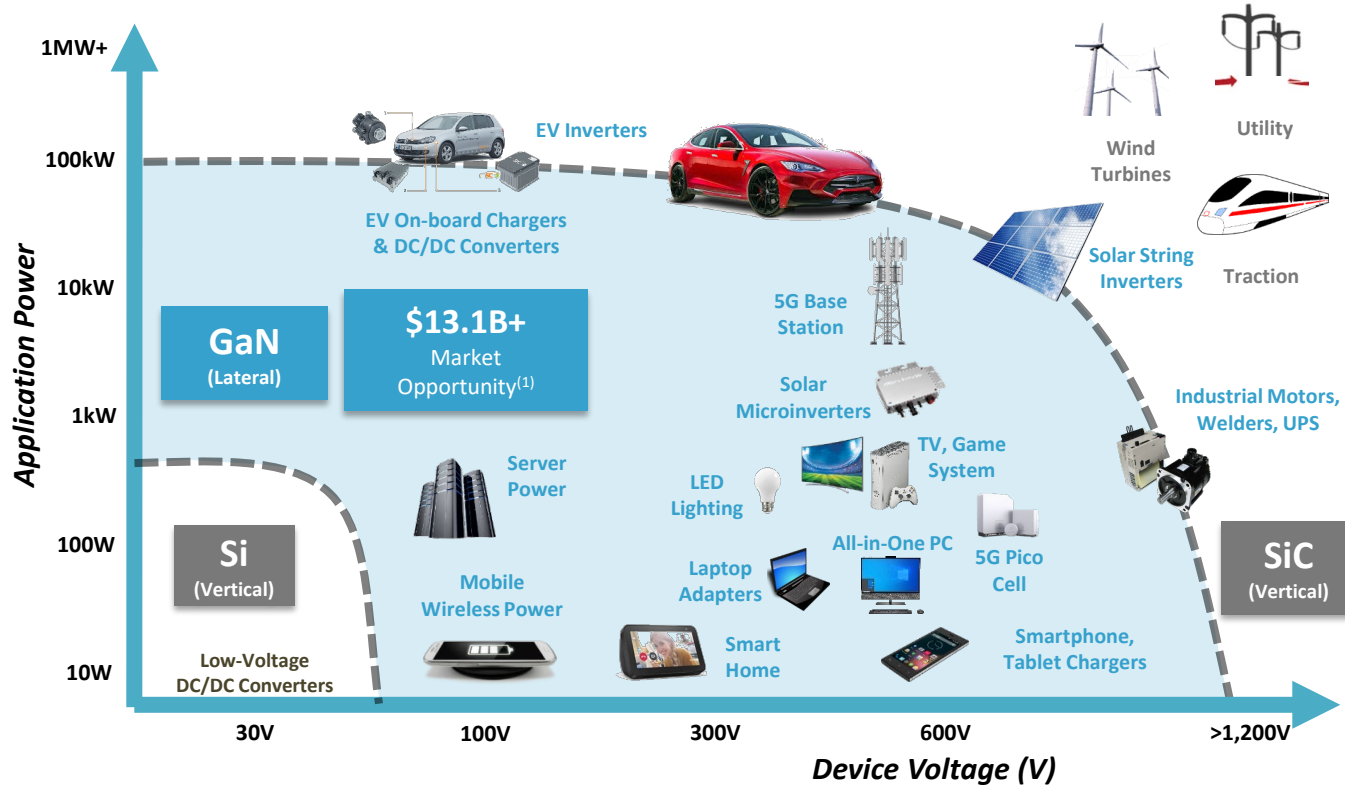 1MW+
100kW
10kW
1kW
100W
10W
Application Power
EV Inverters
EV On-board Chargers
& DC/DC Converters
Wind
Turbines
Utility
Traction
Solar String
Inverters
5G Base
Station
GaN
(Lateral)
$13.1B+
Market
Opportunity(1)
Solar
Microinverters
Industrial Motors,
Welders, UPS
Server
Power
LED
Lighting
TV, Game
System
Si
(Vertical)
Mobile
Wireless Power
Laptop
Adapters
All-in-One PC
5G Pico
Cell
SiC
(Vertical)
Low-Voltage
DC/DC Converters
Smart
Home
Smartphone,
Tablet Chargers
30V
100V
300V
600V
>1,200V
Device Voltage (V)